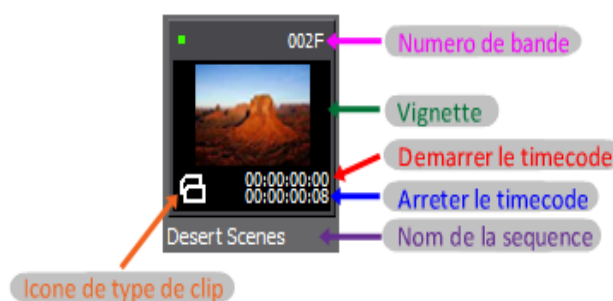 002F
Numero de bande
Vignette
Demarrer le timecode
00:00:00:00
00:00:00:08
Arreter le timecode
Desert Scenes
Nom de la sequence
Icone de type de clip